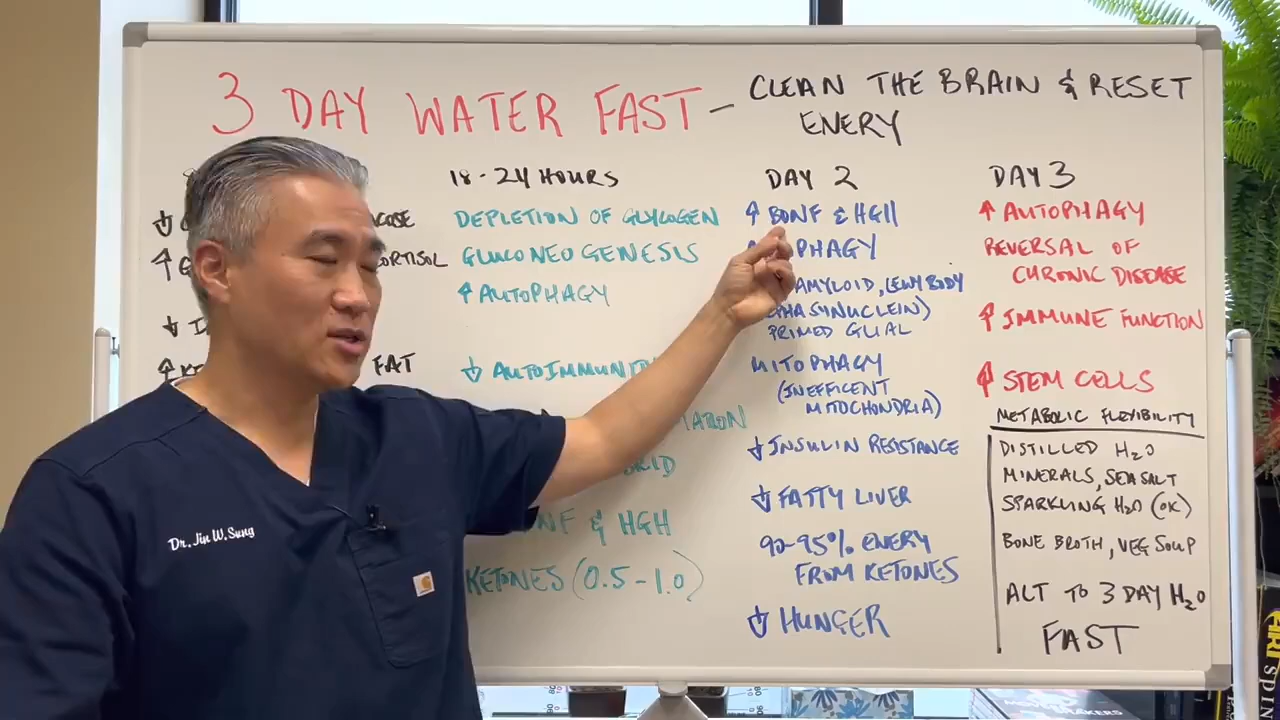 3 DAY WATER FAST - CLEAN THE BRAIN & RESET
ENERY
18-24 HOURS
DEPLETION OF GLYCOGEN
GLUCONEOGENESIS
↑ AUTOPHAGY
↓ AUTOIMMUNI
& HGH
KETONES (0.5-1.0)
↓
↑
CORTISOL
↓
↑
FAT
DAY 2
↑ BDNF & HGH
AMYLOID, LEWY BODY
PRIMED GLIAL
MITOPHAGY
(INEFFICENT
MITOCHONDRIA)
↓ INSULIN RESISTANCE
↓ FATTY LIVER
90-95% ENERY
FROM KETONES
↓ HUNGER
DAY 3
↑ AUTOPHAGY
REVERSAL OF
CHRONIC DISEASE
↑ IMMUNE FUNCTION
↑ STEM CELLS
METABOLIC FLEXIBILITY
DISTILLED H2O
MINERALS, SEA SALT
SPARKLING H2O (OK)
BONE BROTH, VEG SOUP
ALT TO 3 DAY H2O
FAST
Dr. Jin W. Sung